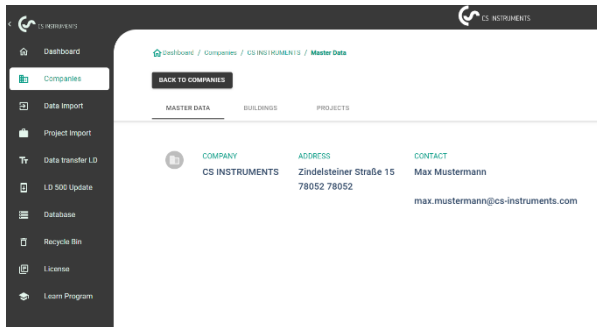 CS INSTRUMENTS
CS INSTRUMENTS
Dashboard
Companies
Data Import
Project Import
Data transfer LD
LD 500 Update
Database
Recycle Bin
License
Learn Program
Dashboard / Companies / CS INSTRUMENTS / Master Data
BACK TO COMPANIES
MASTER DATA BUILDINGS PROJECTS
COMPANY ADDRESS CONTACT
CS INSTRUMENTS Zindelsteiner Straße 15 Max Mustermann
78052 78052
max.mustermann@cs-instruments.com